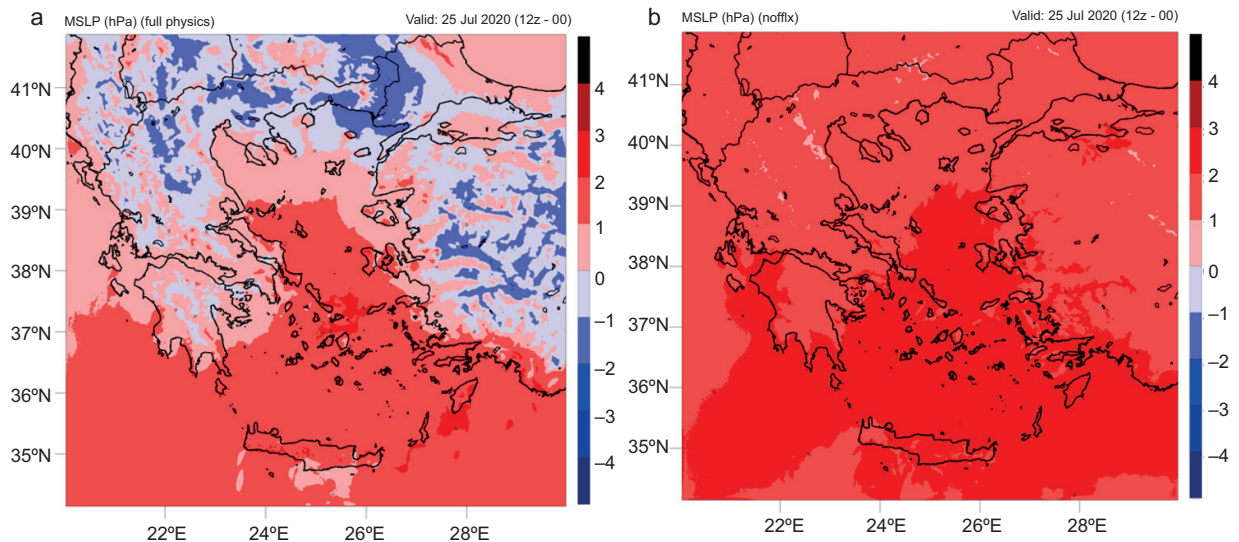 a MSLP (hPa) (full physics) Valid: 25 Jul 2020 (12z - 00)
41ºN
40ºN
39ºN
38ºN
37ºN
36ºN
35ºN
22ºE 24ºE 26ºE 28ºE
4
3
2
1
0
–1
–2
–3
–4
b MSLP (hPa) (nofflx) Valid: 25 Jul 2020 (12z - 00)
41ºN
40ºN
39ºN
38ºN
37ºN
36ºN
35ºN
22ºE 24ºE 26ºE 28ºE
4
3
2
1
0
–1
–2
–3
–4